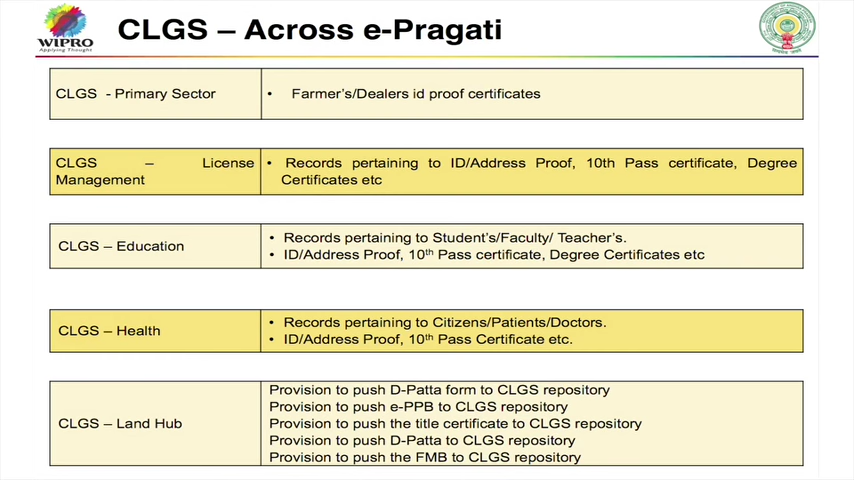 WIPRO
Applying Thought
CLGS – Across e-Pragati
CLGS - Primary Sector
• Farmer's/Dealers id proof certificates
CLGS – License
Management
• Records pertaining to ID/Address Proof, 10th Pass certificate, Degree
Certificates etc
CLGS – Education
• Records pertaining to Student's/Faculty/ Teacher's.
• ID/Address Proof, 10th Pass certificate, Degree Certificates etc
CLGS – Health
• Records pertaining to Citizens/Patients/Doctors.
• ID/Address Proof, 10th Pass Certificate etc.
CLGS – Land Hub
Provision to push D-Patta form to CLGS repository
Provision to push e-PPB to CLGS repository
Provision to push the title certificate to CLGS repository
Provision to push D-Patta to CLGS repository
Provision to push the FMB to CLGS repository